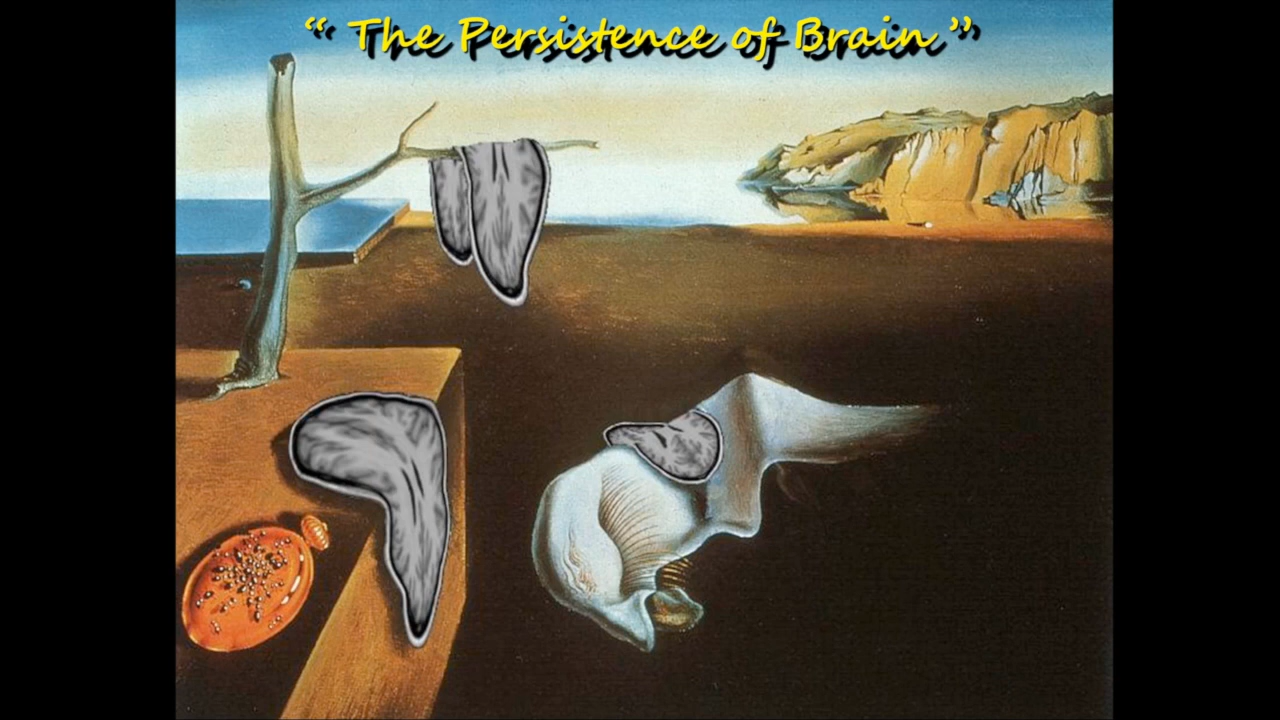 “ The Persistence of Brain ”